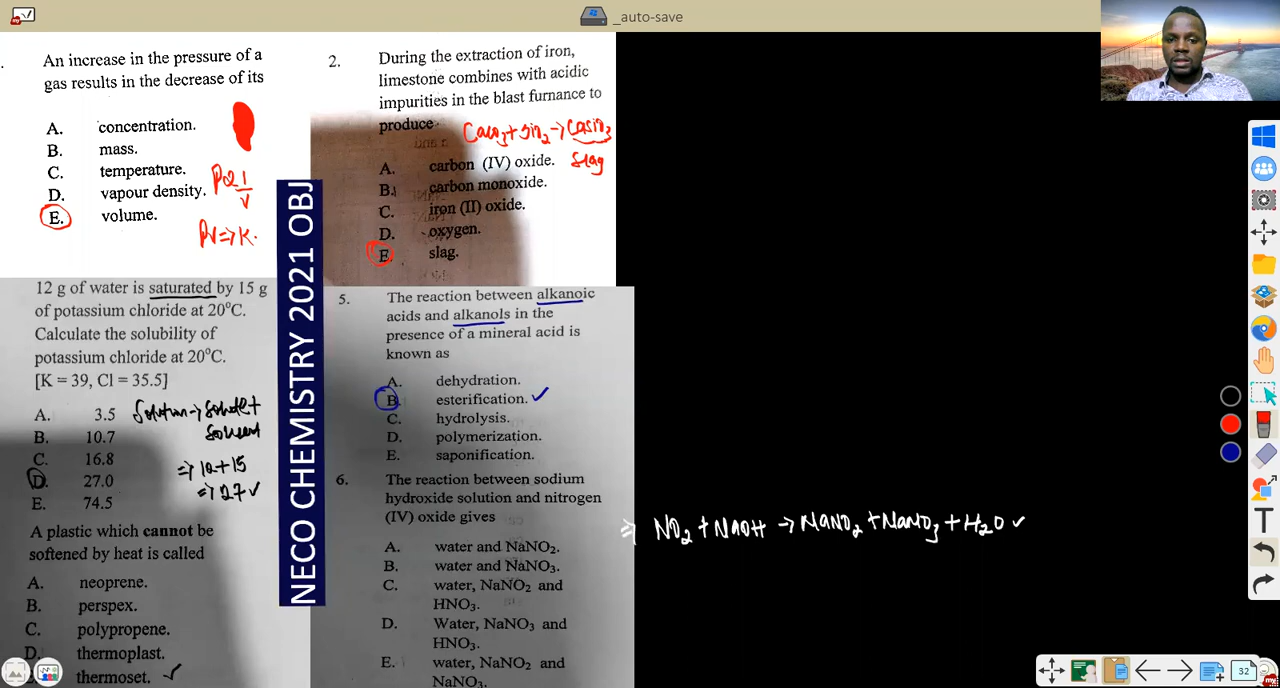 _auto-save
An increase in the pressure of a
gas results in the decrease of its
A. concentration.
B. mass.
C. temperature.
D. vapour density.
E. volume.
P α 1/V
PV => K.
2. During the extraction of iron,
limestone combines with acidic
impurities in the blast furnance to
produce
CaCO3 + SiO2 → CaSiO3
slag
A. carbon (IV) oxide.
B. carbon monoxide.
C. iron (II) oxide.
D. oxygen.
E. slag.
NECO CHEMISTRY 2021 OBJ
12 g of water is saturated by 15 g
of potassium chloride at 20°C.
Calculate the solubility of
potassium chloride at 20°C.
[K = 39, Cl = 35.5]
A. 3.5
B. 10.7
C. 16.8
D. 27.0
E. 74.5
Solution → Solute +
Solvent
=> 12 + 15
=> 27 ✓
A plastic which cannot be
softened by heat is called
A. neoprene.
B. perspex.
C. polypropene.
D. thermoplast.
thermoset. ✓
5. The reaction between alkanoic
acids and alkanols in the
presence of a mineral acid is
known as
A. dehydration.
B. esterification. ✓
C. hydrolysis.
D. polymerization.
E. saponification.
6. The reaction between sodium
hydroxide solution and nitrogen
(IV) oxide gives
A. water and NaNO2.
B. water and NaNO3.
C. water, NaNO2 and
HNO3.
D. Water, NaNO3 and
HNO3.
E. water, NaNO2 and
NaNO3.
=> NO2 + NaOH → NaNO2 + NaNO3 + H2O ✓
32